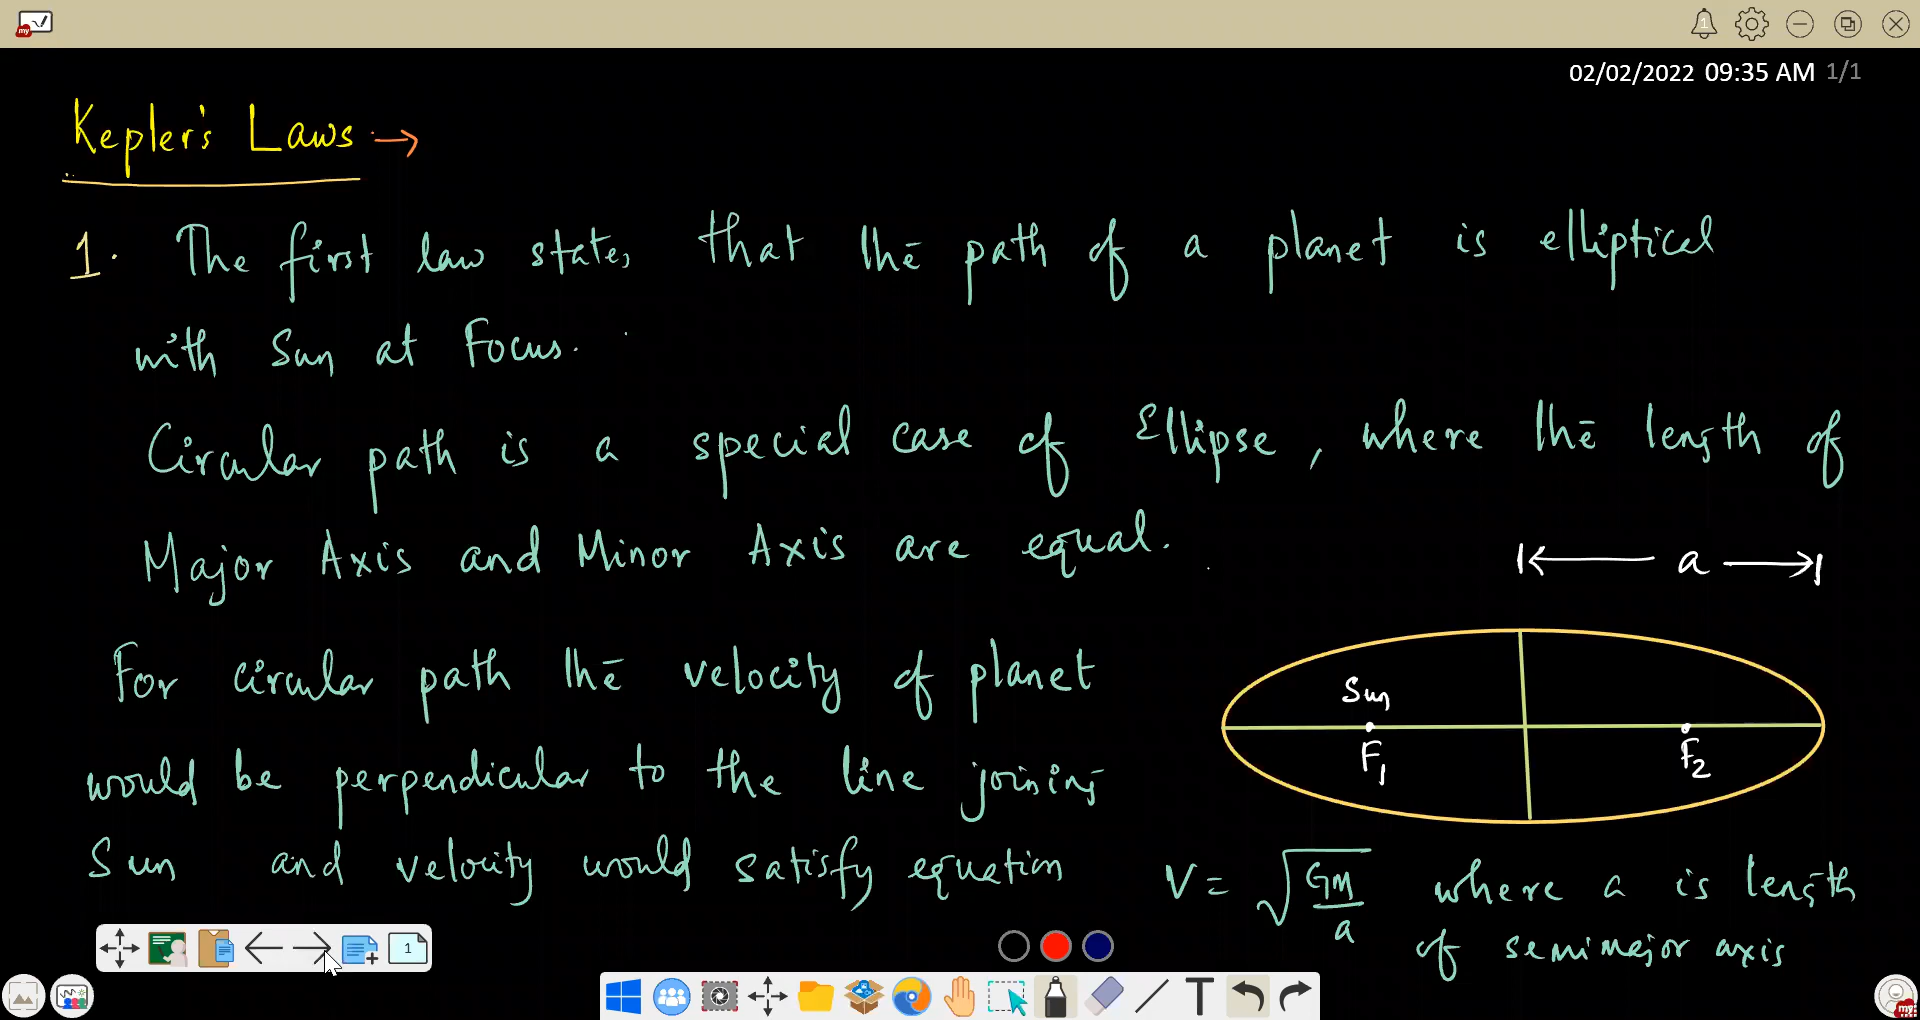 02/02/2022 09:35 AM 1/1
Kepler's Laws →
1. The first law states that the path of a planet is elliptical
with Sun at Focus.
Circular path is a special case of Ellipse, where the length of
Major Axis and Minor Axis are equal.
|← a →|
For circular path the velocity of planet
would be perpendicular to the line joining
Sun and velocity would satisfy equation
Sun
F1 F2
V = √(GM/a) where a is length
of semimajor axis
1
T
my
1
my